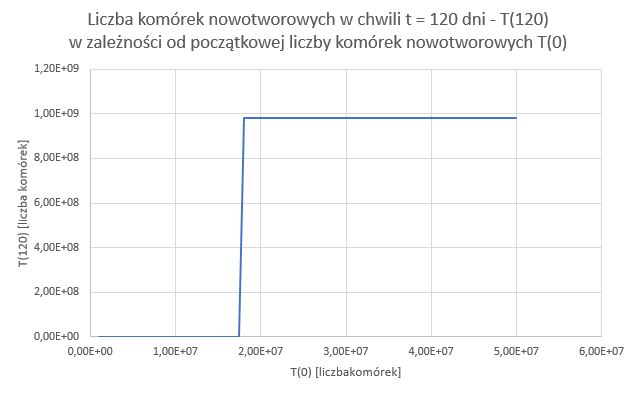 Liczba komórek nowotworowych w chwili t = 120 dni - T(120)
w zależności od początkowej liczby komórek nowotworowych T(0)
1,20E+09
1,00E+09
8,00E+08
6,00E+08
4,00E+08
2,00E+08
0,00E+00
T(120) [liczba komórek]
0,00E+00 1,00E+07 2,00E+07 3,00E+07 4,00E+07 5,00E+07 6,00E+07
T(0) [liczbakomórek]